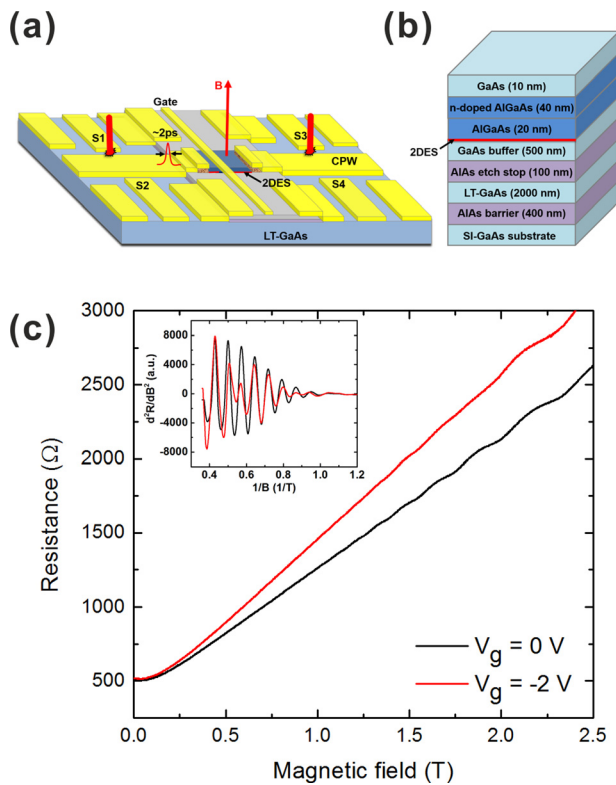 (a)
B
Gate
S1
~2ps
S3
CPW
S2
2DES
S4
LT-GaAs
(b)
GaAs (10 nm)
n-doped AlGaAs (40 nm)
AlGaAs (20 nm)
2DES
GaAs buffer (500 nm)
AlAs etch stop (100 nm)
LT-GaAs (2000 nm)
AlAs barrier (400 nm)
SI-GaAs substrate
(c)
3000
2500
2000
1500
1000
500
Resistance (Ω)
0.0 0.5 1.0 1.5 2.0 2.5
Magnetic field (T)
8000
4000
0
-4000
-8000
d²R/dB² (a.u.)
0.4 0.6 0.8 1.0 1.2
1/B (1/T)
Vg = 0 V
Vg = -2 V